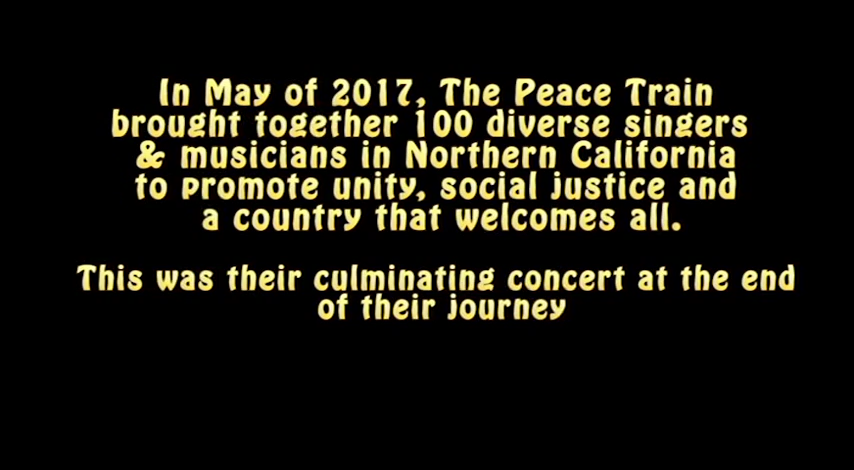 In May of 2017, The Peace Train
brought together 100 diverse singers
& musicians in Northern California
to promote unity, social justice and
a country that welcomes all.
This was their culminating concert at the end
of their journey